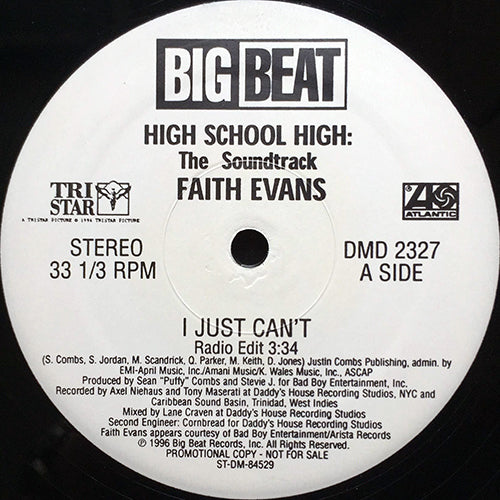 BIG BEAT
HIGH SCHOOL HIGH:
The Soundtrack
FAITH EVANS
TRI
STAR
A TRISTAR PICTURE © 1996 TRISTAR PICTURE
ATLANTIC
STEREO
33 1/3 RPM
DMD 2327
A SIDE
I JUST CAN'T
Radio Edit 3:34
(S. Combs, S. Jordan, M. Scandrick, Q. Parker, M. Keith, D. Jones) Justin Combs Publishing, admin. by
EMI-April Music, Inc./Amani Music/K. Wales Music, Inc., ASCAP
Produced by Sean "Puffy" Combs and Stevie J. for Bad Boy Entertainment, Inc.
Recorded by Axel Niehaus and Tony Maserati at Daddy's House Recording Studios, NYC and
Caribbean Sound Basin, Trinidad, West Indies
Mixed by Lane Craven at Daddy's House Recording Studios
Second Engineer: Cornbread for Daddy's House Recording Studios
Faith Evans appears courtesy of Bad Boy Entertainment/Arista Records
℗ 1996 Big Beat Records, Inc.
PROMOTIONAL COPY - NOT FOR SALE
ST-DM-84529